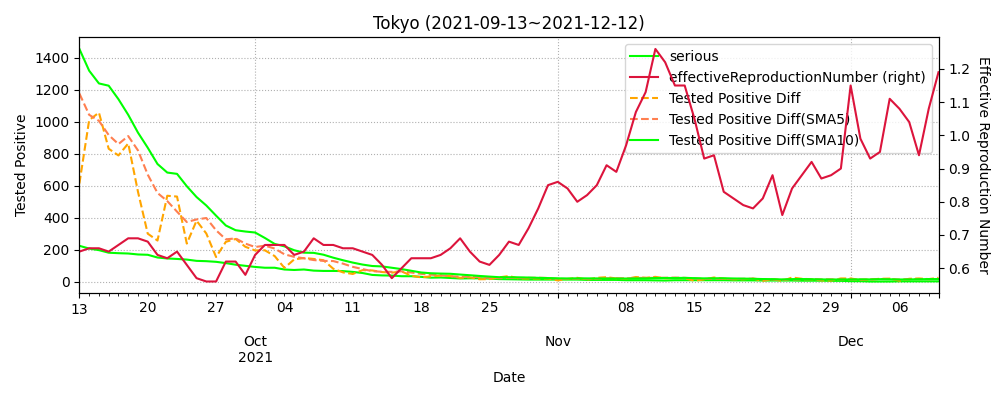 Tokyo (2021-09-13~2021-12-12)
serious
effectiveReproductionNumber (right)
Tested Positive Diff
Tested Positive Diff(SMA5)
Tested Positive Diff(SMA10)
Tested Positive
1400
1200
1000
800
600
400
200
0
1.2
1.1
1.0
0.9
0.8
0.7
0.6
Effective Reproduction Number
13 20 27 04 11 18 25 08 15 22 29 06
Oct Nov Dec
2021
Date